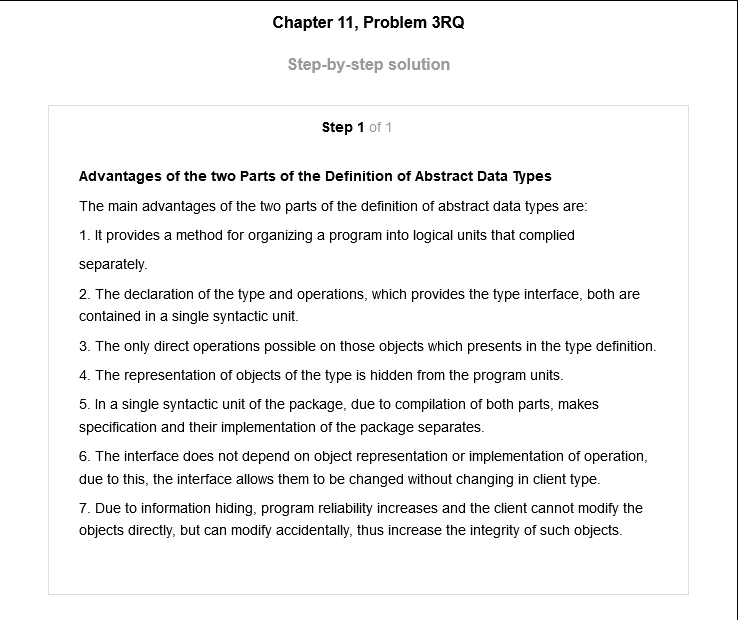 Chapter 11, Problem 3RQ
Step-by-step solution
Step 1 of 1
Advantages of the two Parts of the Definition of Abstract Data Types
The main advantages of the two parts of the definition of abstract data types are:
1. It provides a method for organizing a program into logical units that complied
separately.
2. The declaration of the type and operations, which provides the type interface, both are
contained in a single syntactic unit.
3. The only direct operations possible on those objects which presents in the type definition.
4. The representation of objects of the type is hidden from the program units.
5. In a single syntactic unit of the package, due to compilation of both parts, makes
specification and their implementation of the package separates.
6. The interface does not depend on object representation or implementation of operation,
due to this, the interface allows them to be changed without changing in client type.
7. Due to information hiding, program reliability increases and the client cannot modify the
objects directly, but can modify accidentally, thus increase the integrity of such objects.